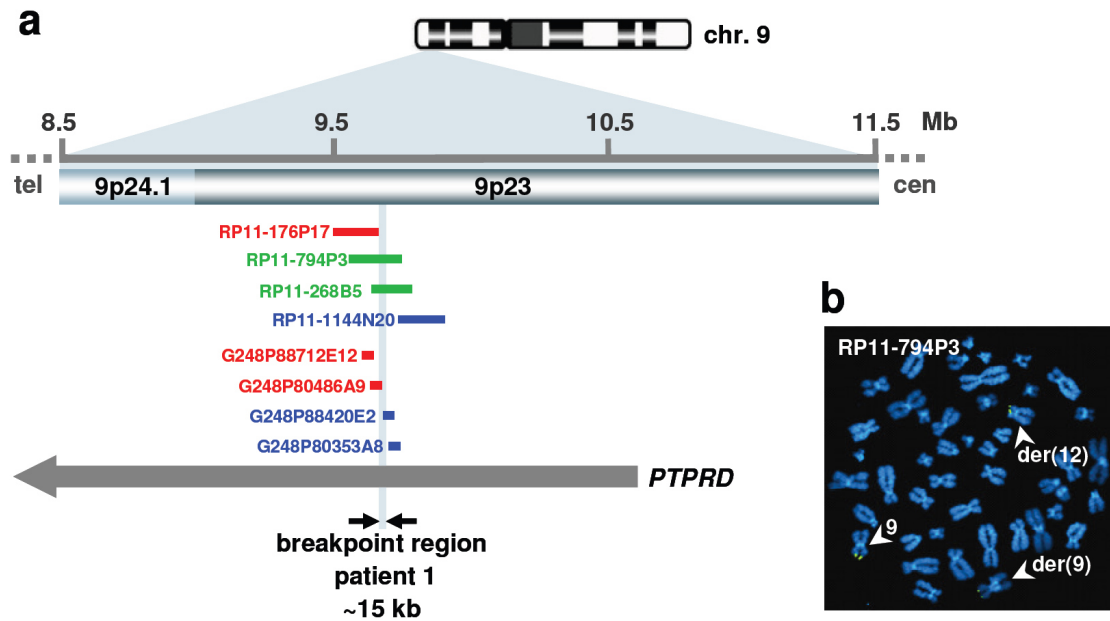 a
chr. 9
8.5 9.5 10.5 11.5 Mb
tel 9p24.1 9p23 cen
RP11-176P17
RP11-794P3
RP11-268B5
RP11-1144N20
G248P88712E12
G248P80486A9
G248P88420E2
G248P80353A8
PTPRD
breakpoint region
patient 1
~15 kb
b
RP11-794P3
der(12)
9
der(9)